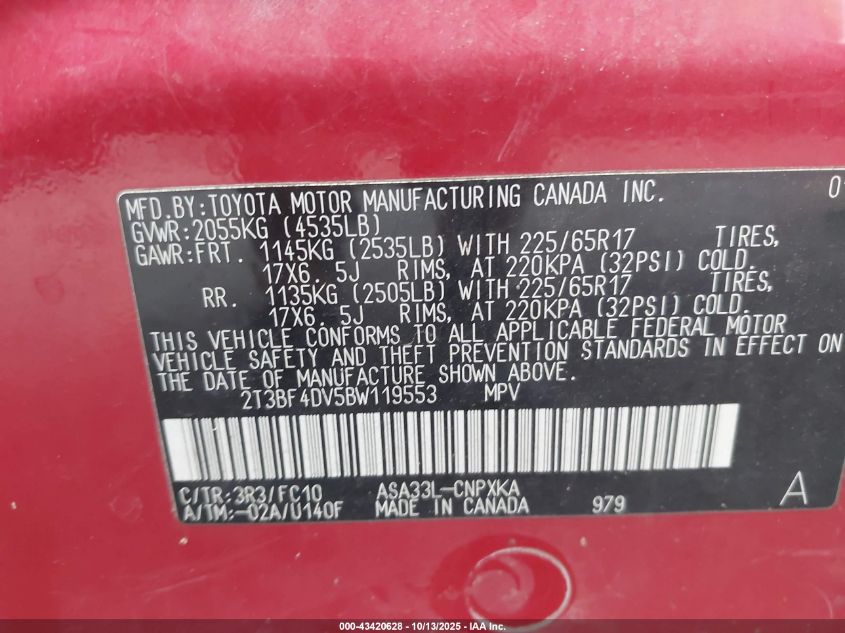 MFD.BY:TOYOTA MOTOR MANUFACTURING CANADA INC.
GVWR:2055KG (4535LB)
GAWR:FRT. 1145KG (2535LB) WITH 225/65R17 TIRES,
17X6.5J RIMS, AT 220KPA (32PSI) COLD.
RR. 1135KG (2505LB) WITH 225/65R17 TIRES,
17X6.5J RIMS, AT 220KPA (32PSI) COLD.
THIS VEHICLE CONFORMS TO ALL APPLICABLE FEDERAL MOTOR
VEHICLE SAFETY AND THEFT PREVENTION STANDARDS IN EFFECT ON
THE DATE OF MANUFACTURE SHOWN ABOVE.
2T3BF4DV5BW119553 MPV
C/TR:3R3/FC10 ASA33L-CNPXKA A
A/TM:-02A/U140F MADE IN CANADA 979
000-43420628 - 10/13/2025 - IAA Inc.